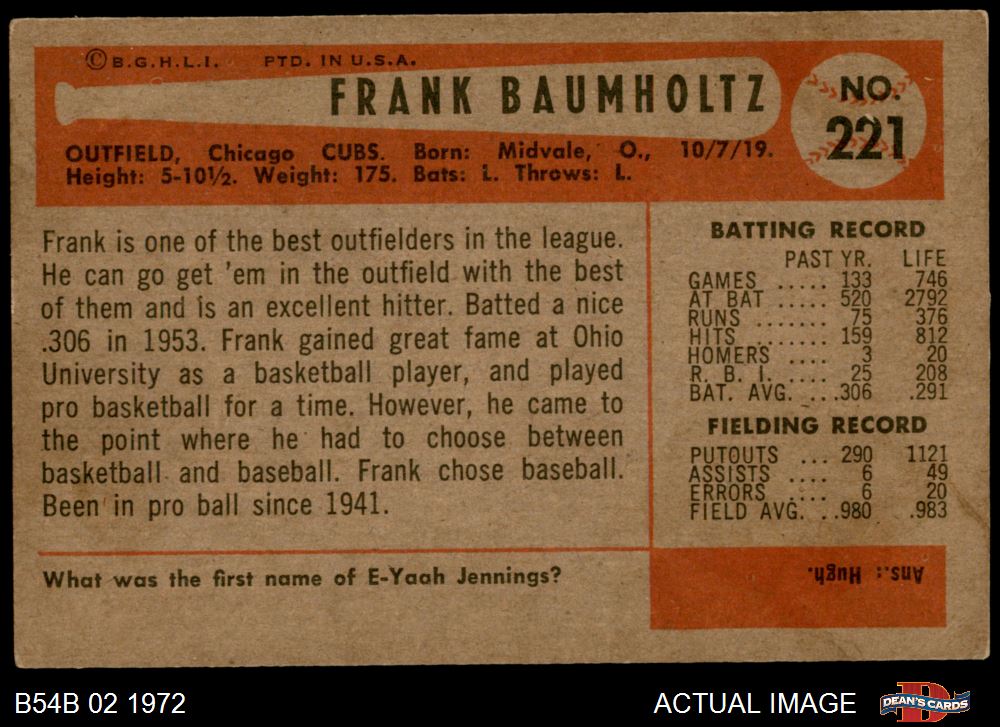 ©B.G.H.L.I. PTD. IN U.S.A.
FRANK BAUMHOLTZ
NO.
221
OUTFIELD, Chicago CUBS. Born: Midvale, O., 10/7/19.
Height: 5-10½. Weight: 175. Bats: L. Throws: L.
Frank is one of the best outfielders in the league.
He can go get 'em in the outfield with the best
of them and is an excellent hitter. Batted a nice
.306 in 1953. Frank gained great fame at Ohio
University as a basketball player, and played
pro basketball for a time. However, he came to
the point where he had to choose between
basketball and baseball. Frank chose baseball.
Been in pro ball since 1941.
BATTING RECORD
PAST YR. LIFE
GAMES ..... 133 746
AT BAT ..... 520 2792
RUNS ....... 75 376
HITS ....... 159 812
HOMERS .... 3 20
R. B. I. .... 25 208
BAT. AVG. ...306 .291
FIELDING RECORD
PUTOUTS ... 290 1121
ASSISTS .... 6 49
ERRORS .... 6 20
FIELD AVG. ..980 .983
What was the first name of E-Yaah Jennings?
Ans.: Hugh.
B54B 02 1972
ACTUAL IMAGE
DEAN'S CARDS